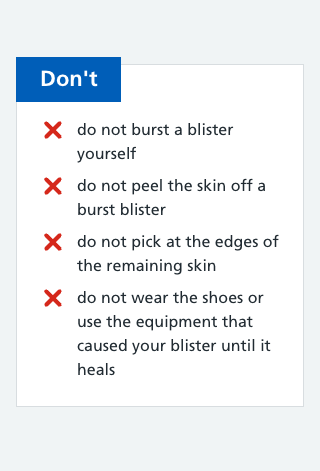 Don't
do not burst a blister
yourself
do not peel the skin off a
burst blister
do not pick at the edges of
the remaining skin
do not wear the shoes or
use the equipment that
caused your blister until it
heals